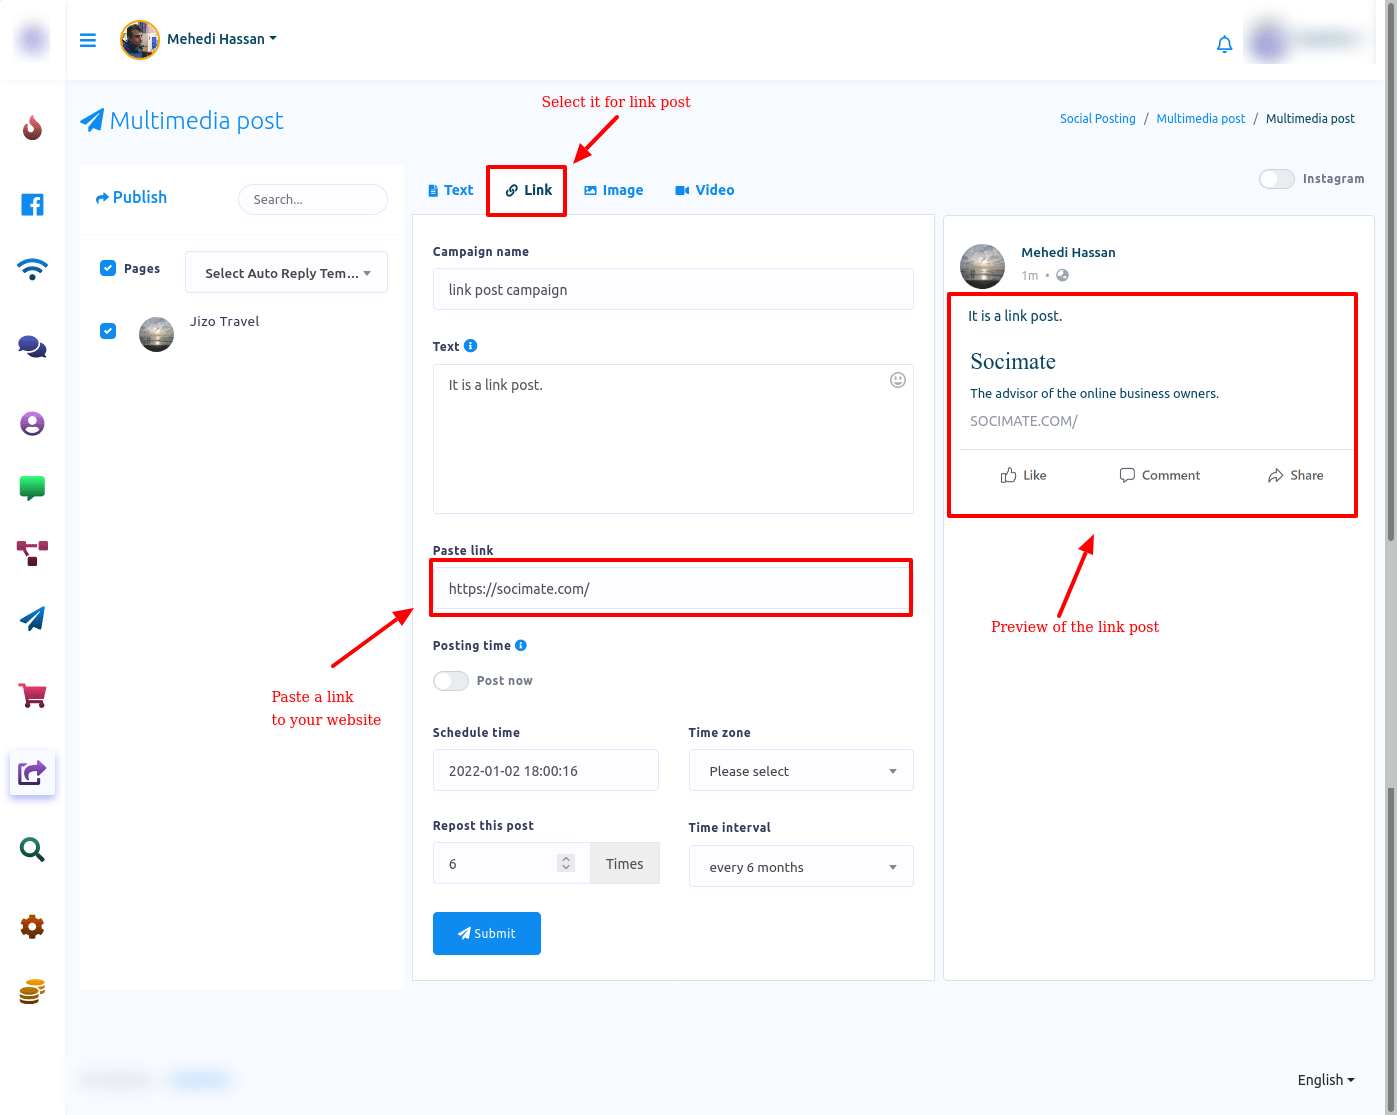 Mehedi Hassan
Select it for link post
Multimedia post
Social Posting / Multimedia post / Multimedia post
Publish
Search...
Text
Link
Image
Video
Instagram
Pages
Select Auto Reply Tem...
Jizo Travel
Campaign name
link post campaign
Text
It is a link post.
Paste link
https://socimate.com/
Paste a link
to your website
Posting time
Post now
Schedule time
2022-01-02 18:00:16
Time zone
Please select
Repost this post
6
Times
Time interval
every 6 months
Submit
Mehedi Hassan
1m
It is a link post.
Socimate
The advisor of the online business owners.
SOCIMATE.COM/
Like
Comment
Share
Preview of the link post
English